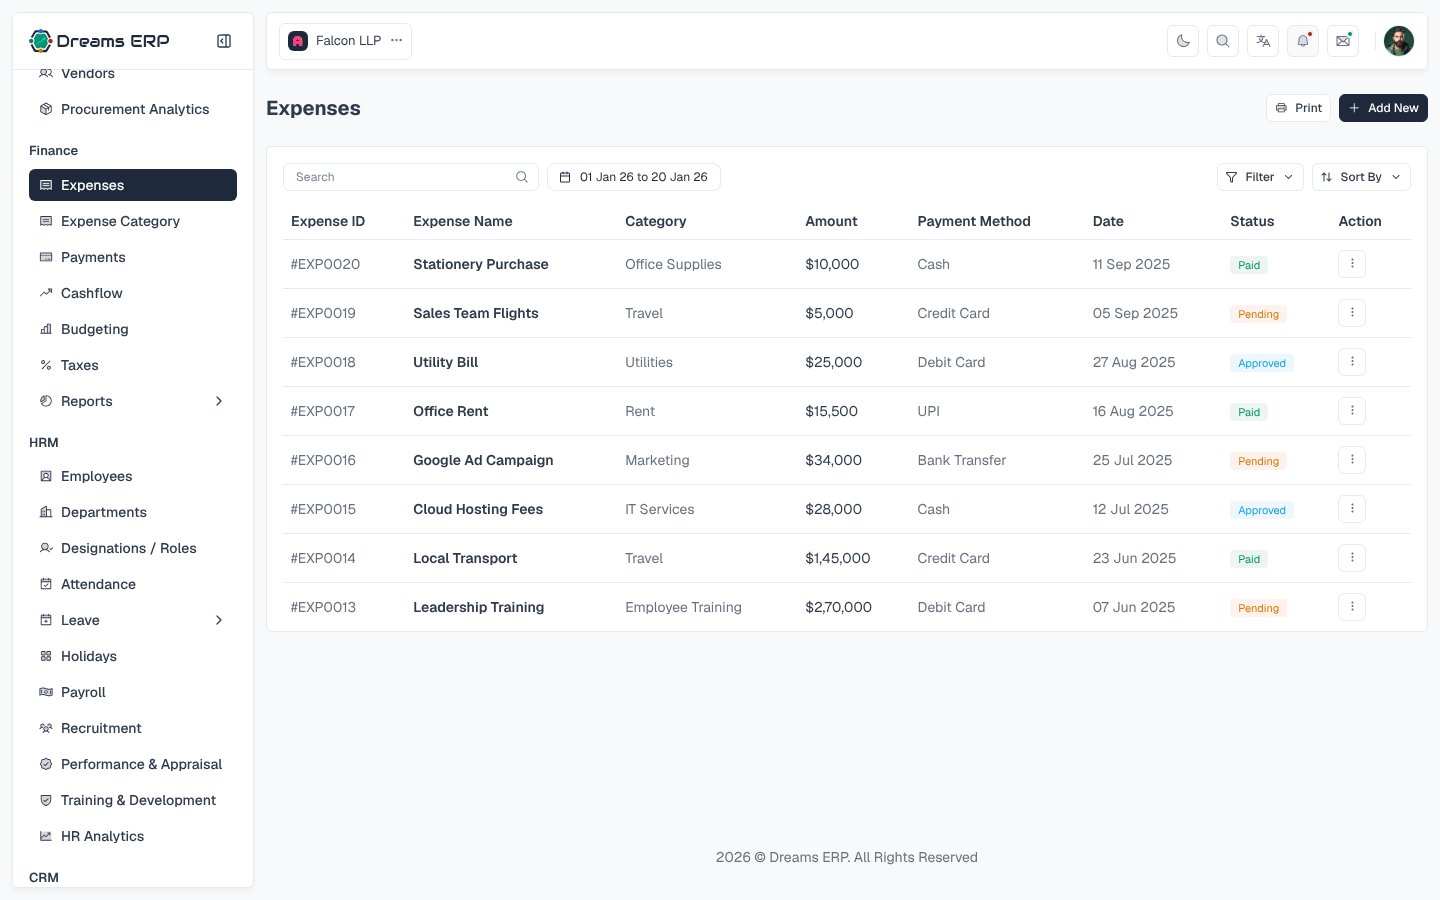 Dreams ERP
Vendors
Procurement Analytics
Finance
Expenses
Expense Category
Payments
Cashflow
Budgeting
Taxes
Reports
HRM
Employees
Departments
Designations / Roles
Attendance
Leave
Holidays
Payroll
Recruitment
Performance & Appraisal
Training & Development
HR Analytics
CRM
Falcon LLP
Expenses
Print
Add New
Search
01 Jan 26 to 20 Jan 26
Filter
Sort By
Expense ID Expense Name Category Amount Payment Method Date Status Action
#EXP0020 Stationery Purchase Office Supplies $10,000 Cash 11 Sep 2025 Paid
#EXP0019 Sales Team Flights Travel $5,000 Credit Card 05 Sep 2025 Pending
#EXP0018 Utility Bill Utilities $25,000 Debit Card 27 Aug 2025 Approved
#EXP0017 Office Rent Rent $15,500 UPI 16 Aug 2025 Paid
#EXP0016 Google Ad Campaign Marketing $34,000 Bank Transfer 25 Jul 2025 Pending
#EXP0015 Cloud Hosting Fees IT Services $28,000 Cash 12 Jul 2025 Approved
#EXP0014 Local Transport Travel $1,45,000 Credit Card 23 Jun 2025 Paid
#EXP0013 Leadership Training Employee Training $2,70,000 Debit Card 07 Jun 2025 Pending
2026 © Dreams ERP. All Rights Reserved